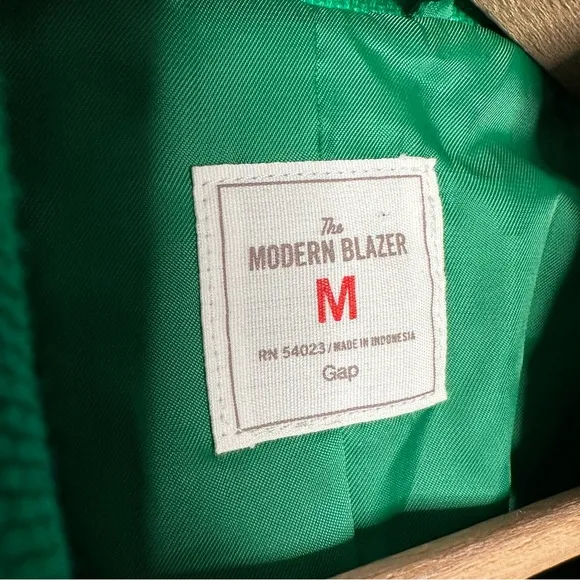 The
MODERN BLAZER
M
RN 54023 / MADE IN INDONESIA
Gap